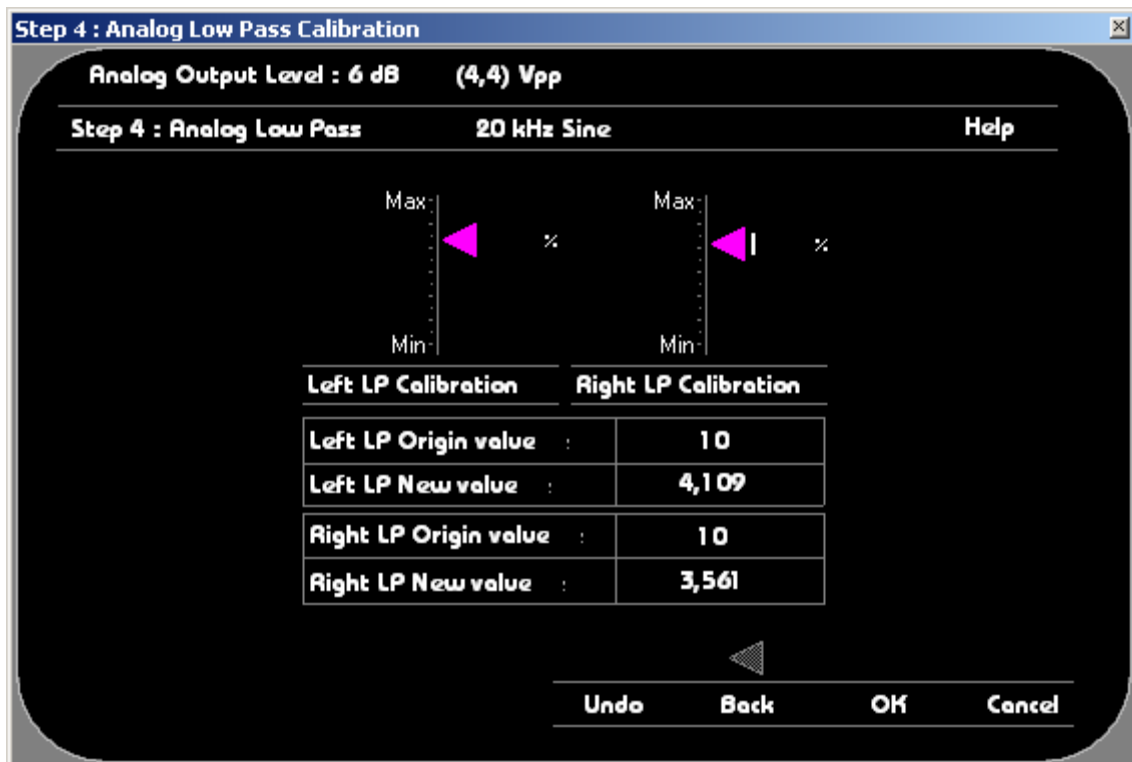 Step 4 : Analog Low Pass Calibration
Analog Output Level : 6 dB (4,4) Vpp
Step 4 : Analog Low Pass 20 kHz Sine Help
Max Max
% %
Min Min
Left LP Calibration Right LP Calibration
Left LP Origin value : 10
Left LP New value : 4,109
Right LP Origin value : 10
Right LP New value : 3,561
Undo Back OK Cancel